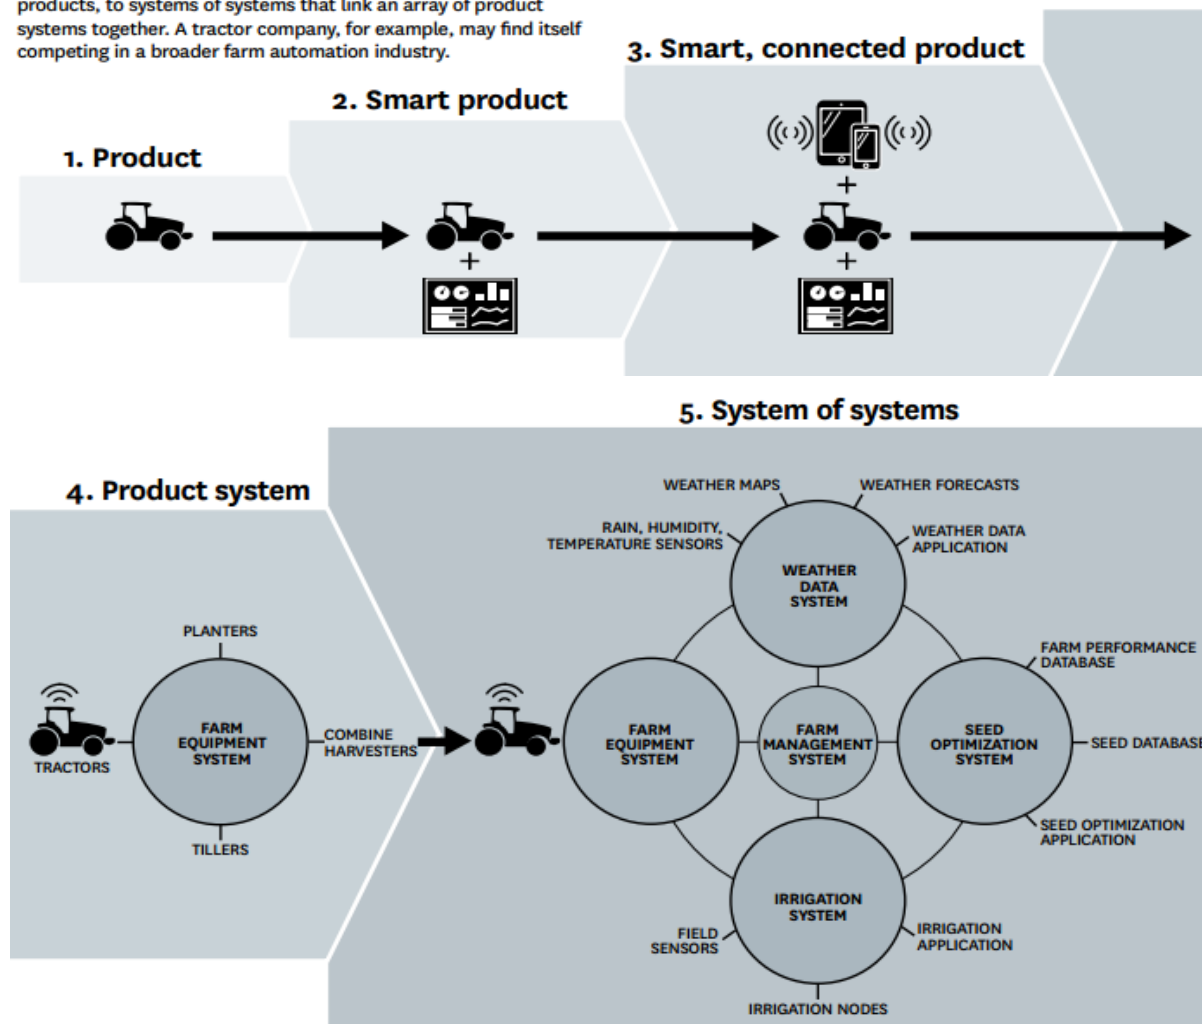 products, to systems of systems that link an array of product
systems together. A tractor company, for example, may find itself
competing in a broader farm automation industry.
3. Smart, connected product
2. Smart product
1. Product
+
+
+
5. System of systems
4. Product system
WEATHER MAPS
WEATHER FORECASTS
RAIN, HUMIDITY,
TEMPERATURE SENSORS
WEATHER DATA
APPLICATION
WEATHER
DATA
SYSTEM
PLANTERS
FARM PERFORMANCE
DATABASE
TRACTORS
FARM
EQUIPMENT
SYSTEM
COMBINE
HARVESTERS
FARM
EQUIPMENT
SYSTEM
FARM
MANAGEMENT
SYSTEM
SEED
OPTIMIZATION
SYSTEM
SEED DATABASE
TILLERS
SEED OPTIMIZATION
APPLICATION
IRRIGATION
SYSTEM
FIELD
SENSORS
IRRIGATION
APPLICATION
IRRIGATION NODES